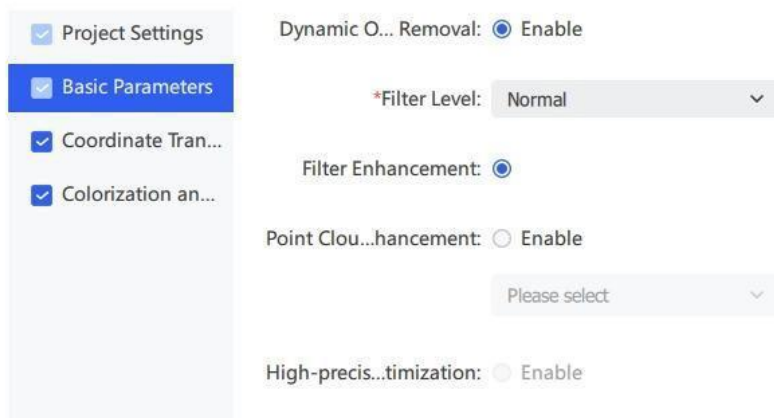 Project Settings
Basic Parameters
Coordinate Tran...
Colorization an...
Dynamic O... Removal: Enable
*Filter Level: Normal
Filter Enhancement:
Point Clou...hancement: Enable
Please select
High-precis...timization: Enable